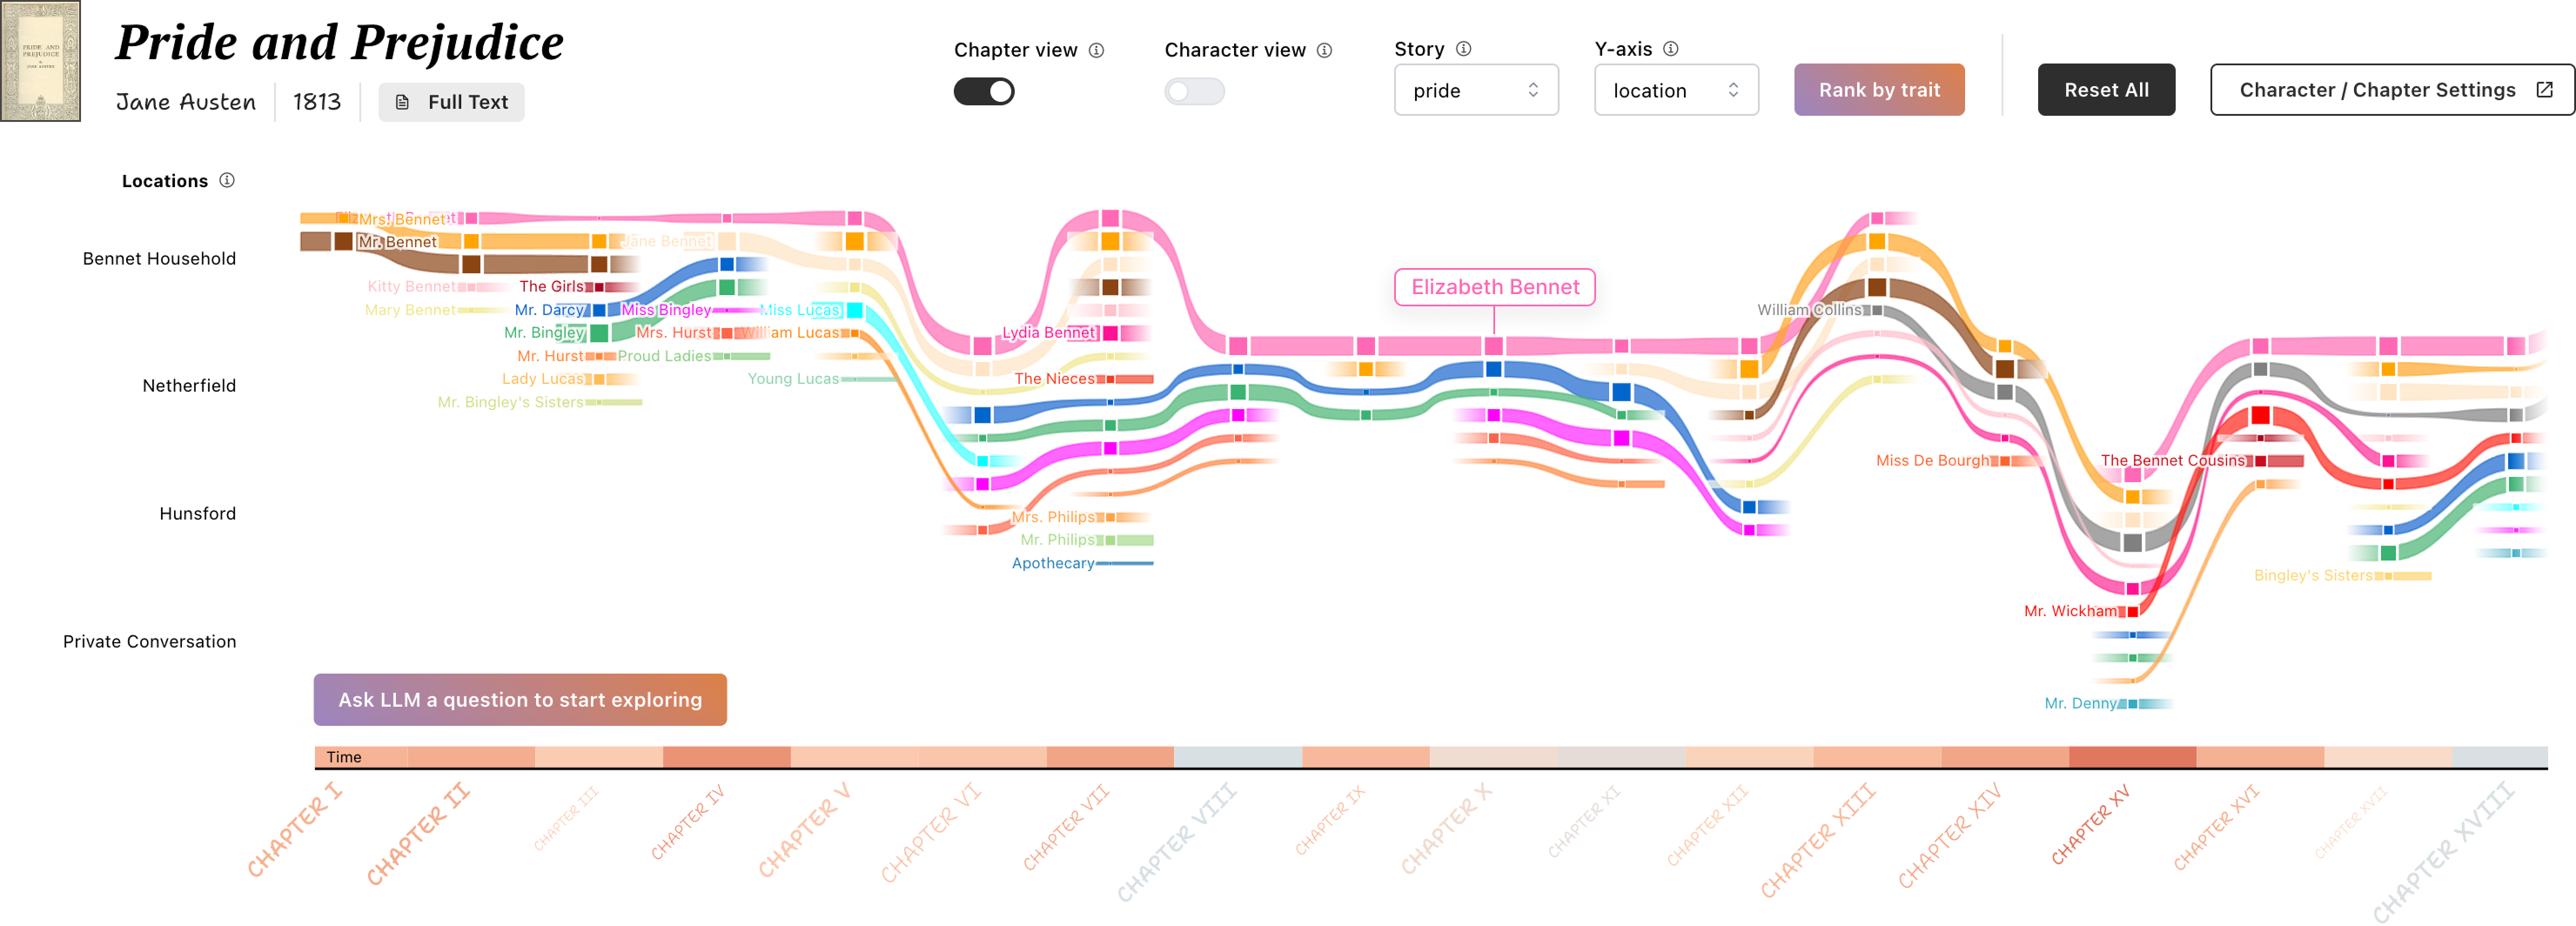 PRIDE AND
PREJUDICE
Pride and Prejudice
Jane Austen
1813
Full Text
Chapter view
Character view
Story
pride
Y-axis
location
Rank by trait
Reset All
Character / Chapter Settings
Locations
Bennet Household
Netherfield
Hunsford
Private Conversation
Mrs. Bennet
Mr. Bennet
Kitty Bennet
Mary Bennet
The Girls
Mr. Darcy
Mr. Bingley
Mr. Hurst
Lady Lucas
Mr. Bingley's Sisters
Jane Bennet
Miss Bingley
Mrs. Hurst
Proud Ladies
Miss Lucas
William Lucas
Young Lucas
Lydia Bennet
The Nieces
Mrs. Philips
Mr. Philips
Apothecary
Elizabeth Bennet
William Collins
Miss De Bourgh
The Bennet Cousins
Mr. Wickham
Mr. Denny
Bingley's Sisters
Ask LLM a question to start exploring
Time
CHAPTER I
CHAPTER II
CHAPTER III
CHAPTER IV
CHAPTER V
CHAPTER VI
CHAPTER VII
CHAPTER VIII
CHAPTER IX
CHAPTER X
CHAPTER XI
CHAPTER XII
CHAPTER XIII
CHAPTER XIV
CHAPTER XV
CHAPTER XVI
CHAPTER XVII
CHAPTER XVIII